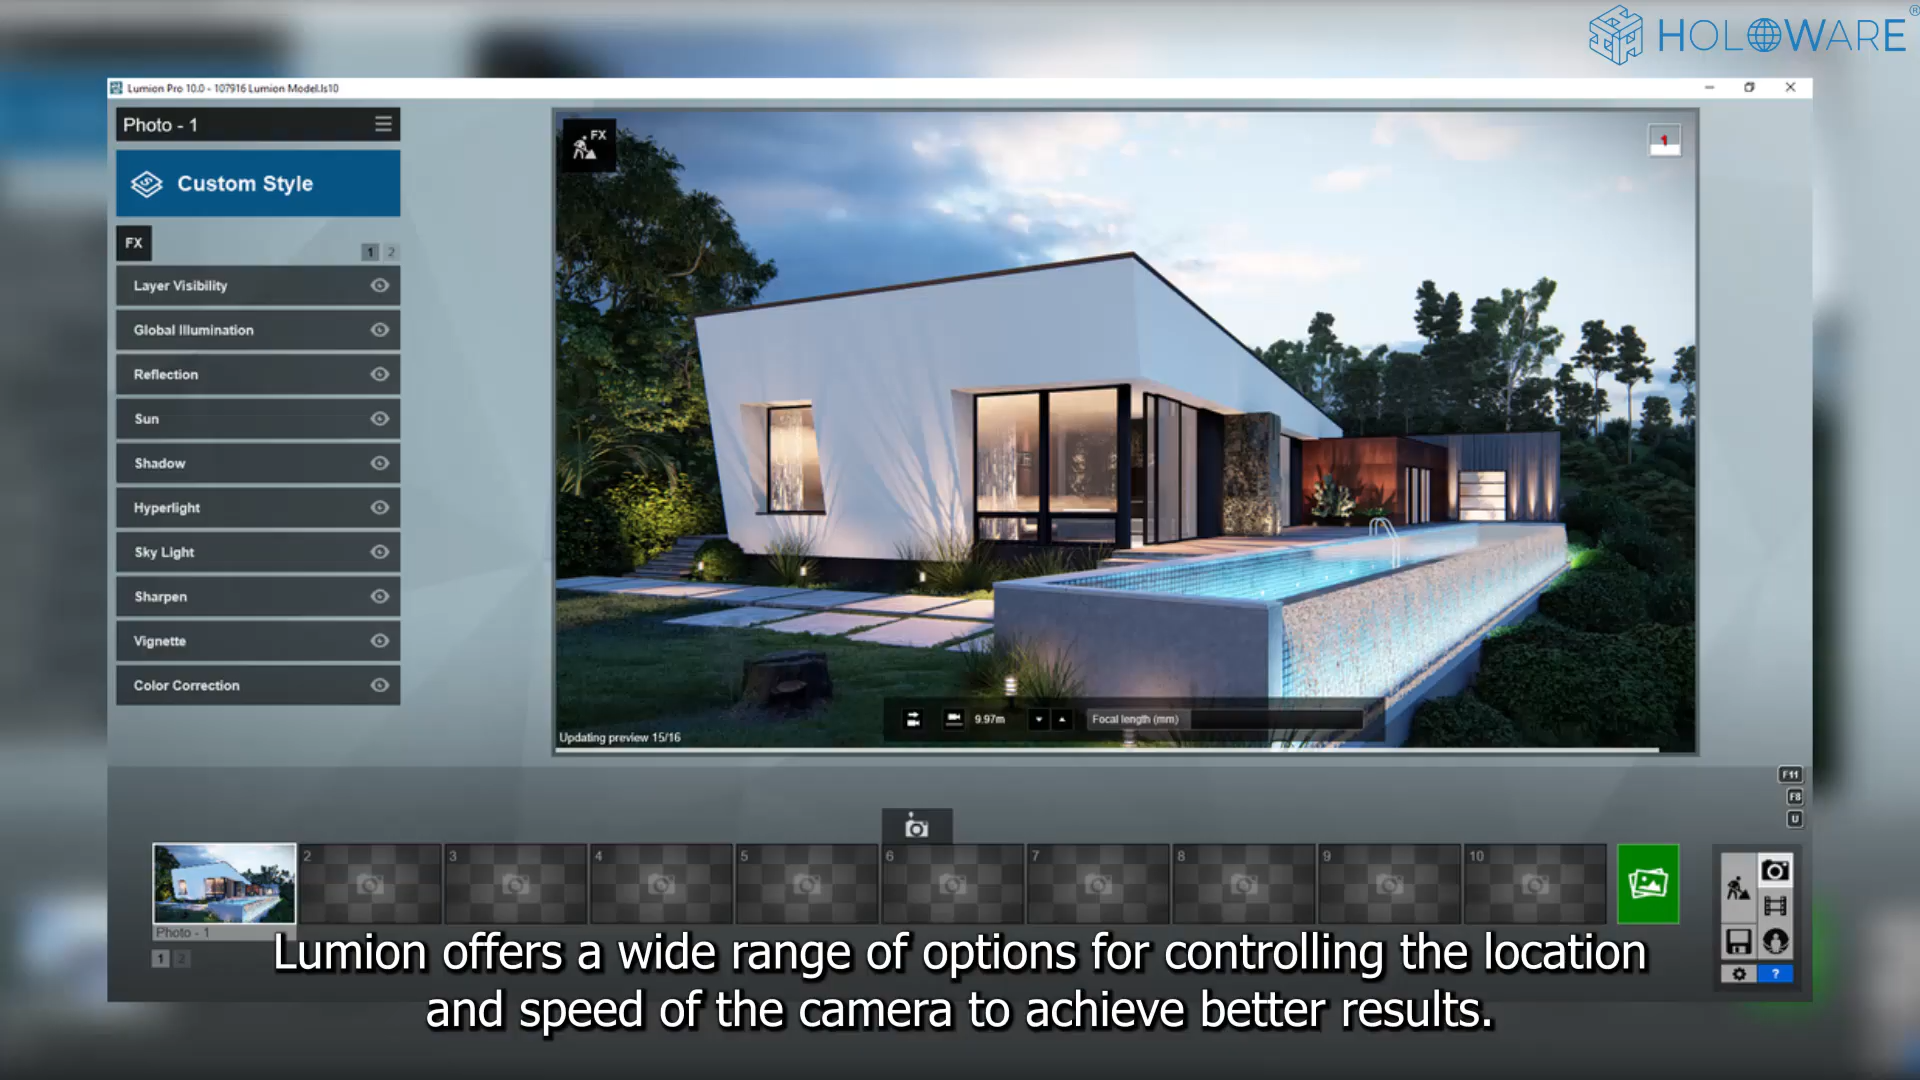 HOLOWARE®
Lumion Pro 10.0 - 107916 Lumion Model.ls10
Photo - 1
Custom Style
FX
1 2
Layer Visibility
Global Illumination
Reflection
Sun
Shadow
Hyperlight
Sky Light
Sharpen
Vignette
Color Correction
FX
1
9.97m
Focal length (mm)
Updating preview 15/16
F11
F8
U
2 3 4 5 6 7 8 9 10
Photo - 1
1 2
?
Lumion offers a wide range of options for controlling the location
and speed of the camera to achieve better results.